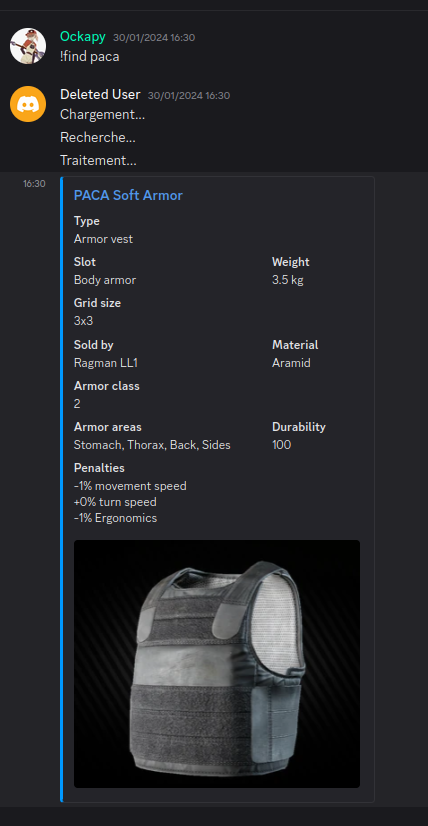 Ockapy 30/01/2024 16:30
!find paca
Deleted User 30/01/2024 16:30
Chargement...
Recherche...
Traitement...
16:30
PACA Soft Armor
Type
Armor vest
Slot Weight
Body armor 3.5 kg
Grid size
3x3
Sold by Material
Ragman LL1 Aramid
Armor class
2
Armor areas Durability
Stomach, Thorax, Back, Sides 100
Penalties
-1% movement speed
+0% turn speed
-1% Ergonomics